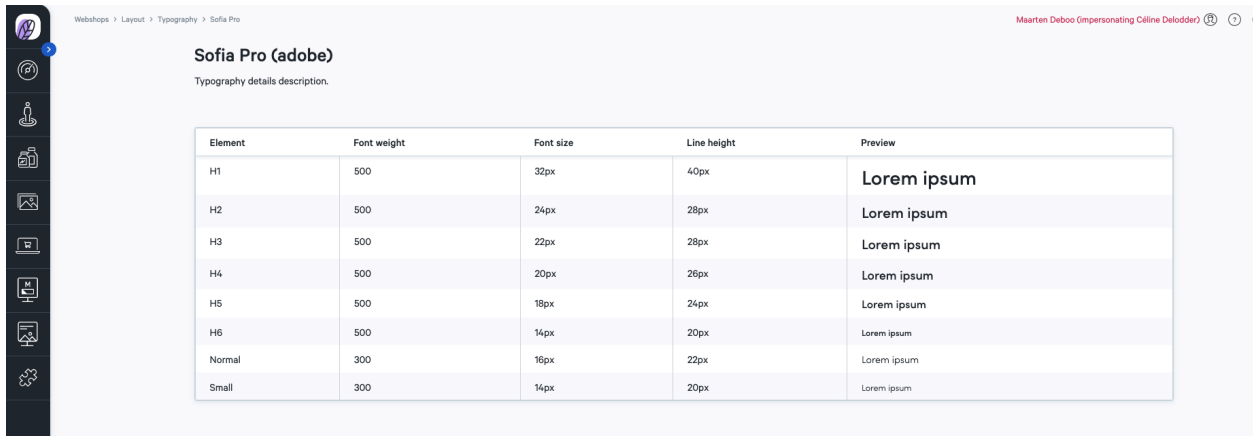 Webshops > Layout > Typography > Sofia Pro
Maarten Deboo (impersonating Céline Delodder) ?
Sofia Pro (adobe)
Typography details description.
Element Font weight Font size Line height Preview
H1 500 32px 40px Lorem ipsum
H2 500 24px 28px Lorem ipsum
H3 500 22px 28px Lorem ipsum
H4 500 20px 26px Lorem ipsum
H5 500 18px 24px Lorem ipsum
H6 500 14px 20px Lorem ipsum
Normal 300 16px 22px Lorem ipsum
Small 300 14px 20px Lorem ipsum
M